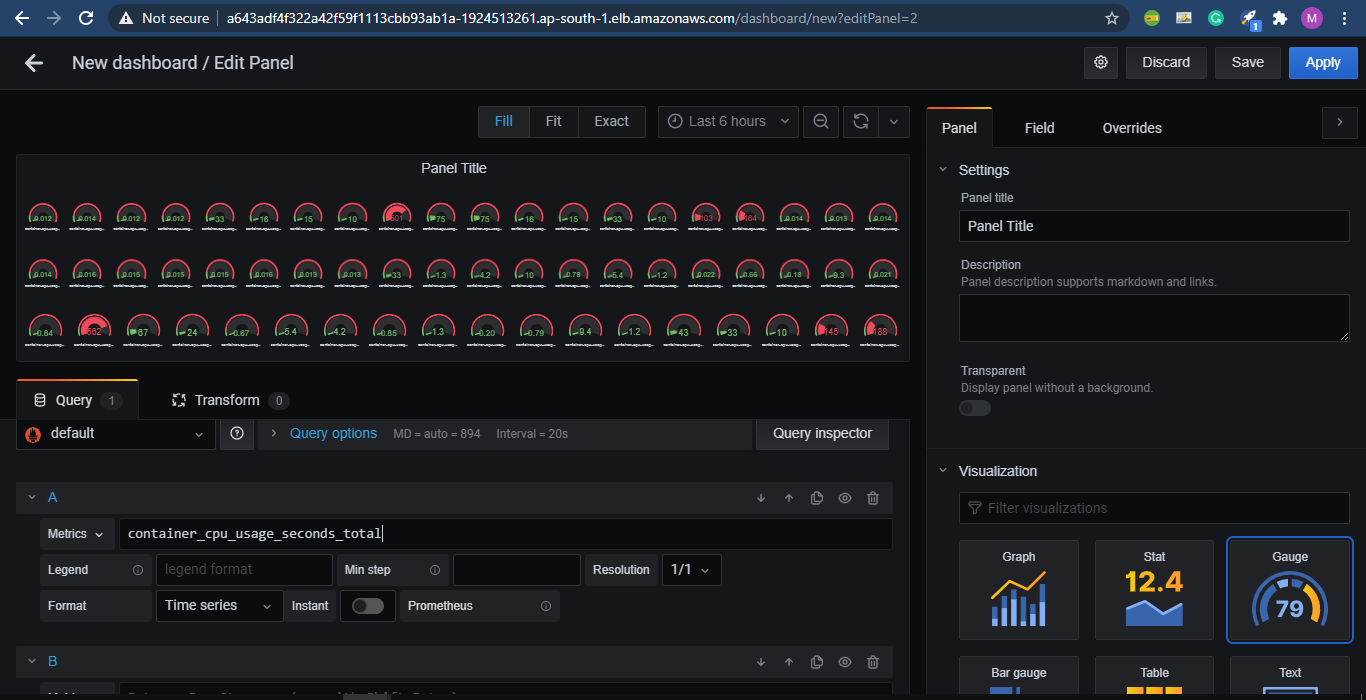 Not secure a643adf4f322a42f59f1113cbb93ab1a-1924513261.ap-south-1.elb.amazonaws.com/dashboard/new?editPanel=2 1 M
New dashboard / Edit Panel Discard Save Apply
Fill Fit Exact Last 6 hours
Panel Field Overrides
Panel Title
0.012 0.014 0.012 0.012 33 16 15 10 501 75 75 16 15 33 10 103 164 0.014 0.013 0.014
0.014 0.016 0.015 0.015 0.015 0.016 0.013 0.013 33 1.3 4.2 10 0.78 5.4 1.2 0.022 0.66 0.18 9.3 0.021
0.84 562 67 24 0.67 5.4 4.2 0.85 1.3 0.20 0.79 9.4 1.2 43 33 10 145 188
Settings
Panel title
Panel Title
Description
Panel description supports markdown and links.
Transparent
Display panel without a background.
Query 1 Transform 0
default Query options MD = auto = 894 Interval = 20s Query inspector
A
Metrics container_cpu_usage_seconds_total
Legend legend format Min step Resolution 1/1
Format Time series Instant Prometheus
B
Visualization
Filter visualizations
Graph Stat Gauge
12.4 79
Bar gauge Table Text